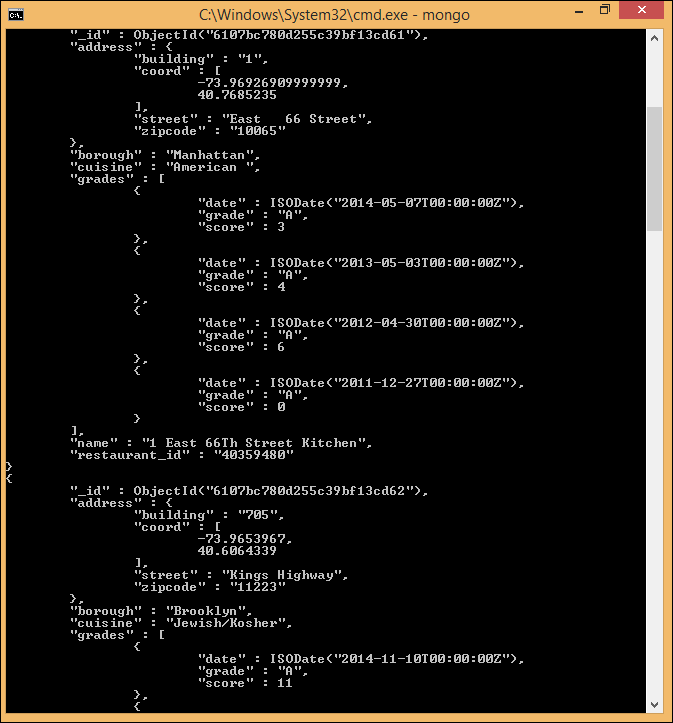 C:\Windows\System32\cmd.exe - mongo
"_id" : ObjectId("6107bc780d255c39bf13cd61"),
"address" : {
"building" : "1",
"coord" : [
-73.96926909999999,
40.7685235
],
"street" : "East   66 Street",
"zipcode" : "10065"
},
"borough" : "Manhattan",
"cuisine" : "American ",
"grades" : [
{
"date" : ISODate("2014-05-07T00:00:00Z"),
"grade" : "A",
"score" : 3
},
{
"date" : ISODate("2013-05-03T00:00:00Z"),
"grade" : "A",
"score" : 4
},
{
"date" : ISODate("2012-04-30T00:00:00Z"),
"grade" : "A",
"score" : 6
},
{
"date" : ISODate("2011-12-27T00:00:00Z"),
"grade" : "A",
"score" : 0
}
],
"name" : "1 East 66Th Street Kitchen",
"restaurant_id" : "40359480"
}
{
"_id" : ObjectId("6107bc780d255c39bf13cd62"),
"address" : {
"building" : "705",
"coord" : [
-73.9653967,
40.6064339
],
"street" : "Kings Highway",
"zipcode" : "11223"
},
"borough" : "Brooklyn",
"cuisine" : "Jewish/Kosher",
"grades" : [
{
"date" : ISODate("2014-11-10T00:00:00Z"),
"grade" : "A",
"score" : 11
},
{